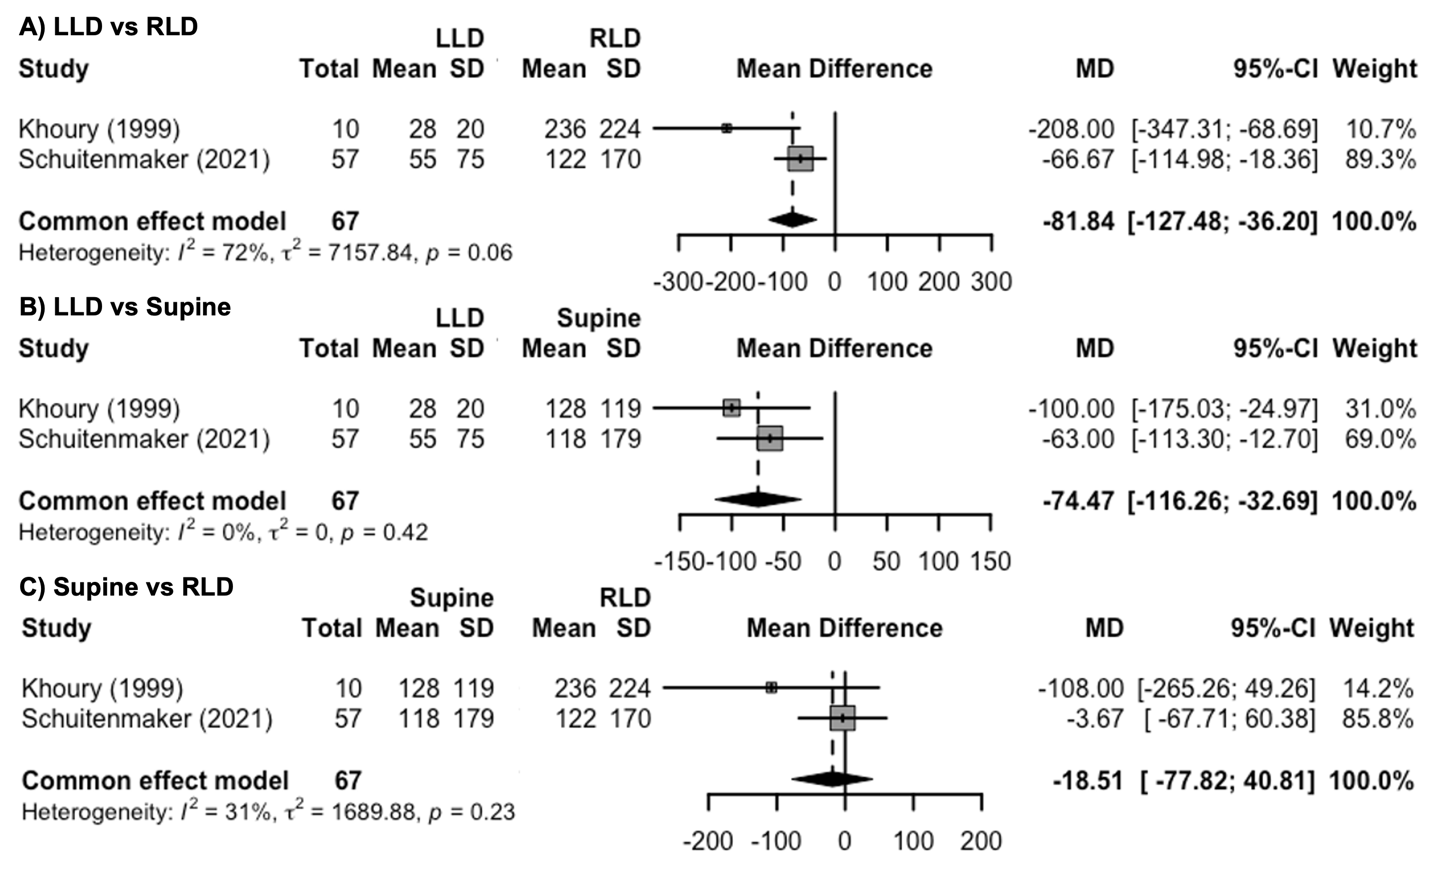 A) LLD vs RLD
LLD RLD
Study Total Mean SD Mean SD Mean Difference MD 95%-CI Weight
Khoury (1999) 10 28 20 236 224 -208.00 [-347.31; -68.69] 10.7%
Schuitenmaker (2021) 57 55 75 122 170 -66.67 [-114.98; -18.36] 89.3%
Common effect model 67 -81.84 [-127.48; -36.20] 100.0%
Heterogeneity: I² = 72%, τ² = 7157.84, p = 0.06
-300 -200 -100 0 100 200 300
B) LLD vs Supine
LLD Supine
Study Total Mean SD Mean SD Mean Difference MD 95%-CI Weight
Khoury (1999) 10 28 20 128 119 -100.00 [-175.03; -24.97] 31.0%
Schuitenmaker (2021) 57 55 75 118 179 -63.00 [-113.30; -12.70] 69.0%
Common effect model 67 -74.47 [-116.26; -32.69] 100.0%
Heterogeneity: I² = 0%, τ² = 0, p = 0.42
-150 -100 -50 0 50 100 150
C) Supine vs RLD
Supine RLD
Study Total Mean SD Mean SD Mean Difference MD 95%-CI Weight
Khoury (1999) 10 128 119 236 224 -108.00 [-265.26; 49.26] 14.2%
Schuitenmaker (2021) 57 118 179 122 170 -3.67 [ -67.71; 60.38] 85.8%
Common effect model 67 -18.51 [ -77.82; 40.81] 100.0%
Heterogeneity: I² = 31%, τ² = 1689.88, p = 0.23
-200 -100 0 100 200